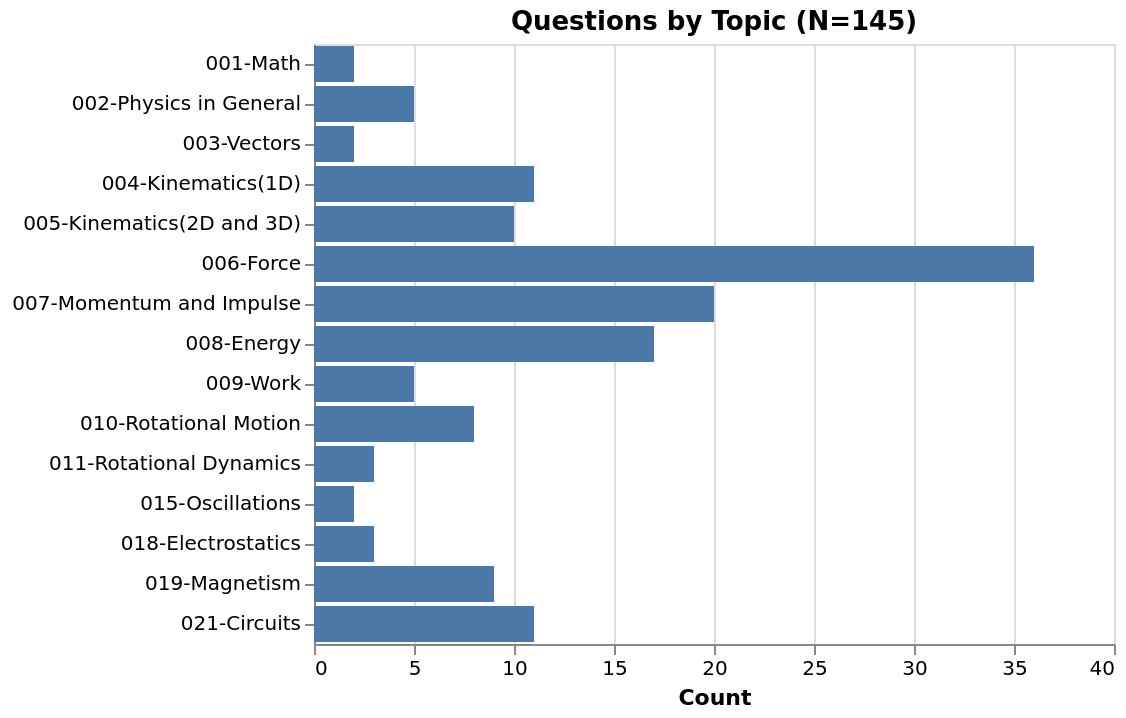 Questions by Topic (N=145)
001-Math
002-Physics in General
003-Vectors
004-Kinematics(1D)
005-Kinematics(2D and 3D)
006-Force
007-Momentum and Impulse
008-Energy
009-Work
010-Rotational Motion
011-Rotational Dynamics
015-Oscillations
018-Electrostatics
019-Magnetism
021-Circuits
0 5 10 15 20 25 30 35 40
Count